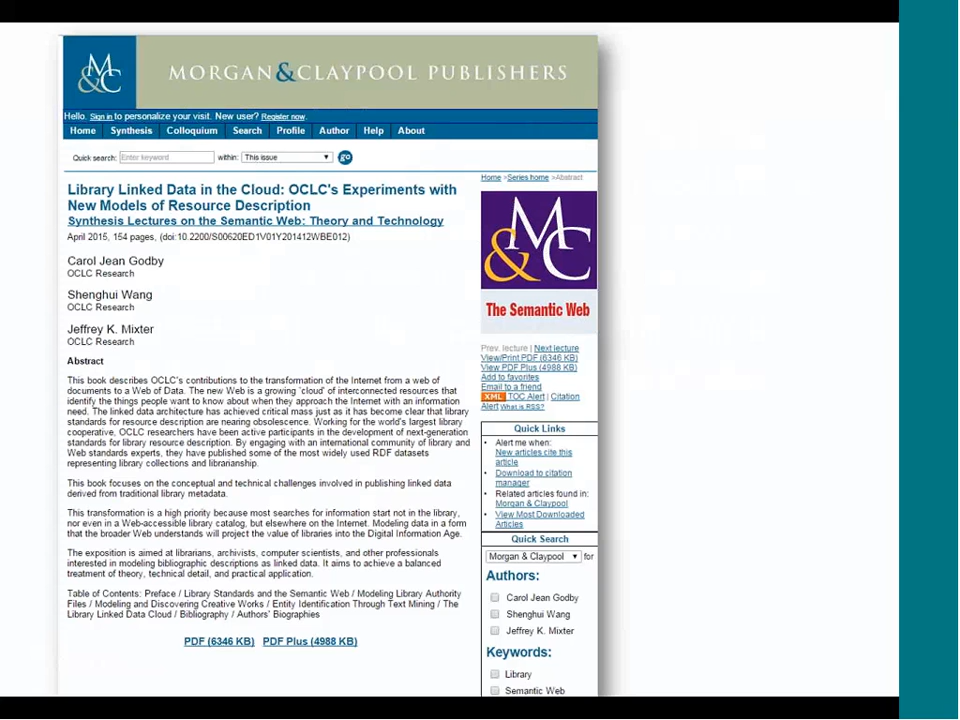 M&C
MORGAN&CLAYPOOL PUBLISHERS
Hello. Sign in to personalize your visit. New user? Register now.
Home Synthesis Colloquium Search Profile Author Help About
Quick search: Enter keyword within: This issue go
Library Linked Data in the Cloud: OCLC's Experiments with
New Models of Resource Description
Synthesis Lectures on the Semantic Web: Theory and Technology
April 2015, 154 pages, (doi:10.2200/S00620ED1V01Y201412WBE012)
Carol Jean Godby
OCLC Research
Shenghui Wang
OCLC Research
Jeffrey K. Mixter
OCLC Research
Abstract
This book describes OCLC's contributions to the transformation of the Internet from a web of
documents to a Web of Data. The new Web is a growing `cloud' of interconnected resources that
identify the things people want to know about when they approach the Internet with an information
need. The linked data architecture has achieved critical mass just as it has become clear that library
standards for resource description are nearing obsolescence. Working for the world's largest library
cooperative, OCLC researchers have been active participants in the development of next-generation
standards for library resource description. By engaging with an international community of library and
Web standards experts, they have published some of the most widely used RDF datasets
representing library collections and librarianship.
This book focuses on the conceptual and technical challenges involved in publishing linked data
derived from traditional library metadata.
This transformation is a high priority because most searches for information start not in the library,
nor even in a Web-accessible library catalog, but elsewhere on the Internet. Modeling data in a form
that the broader Web understands will project the value of libraries into the Digital Information Age.
The exposition is aimed at librarians, archivists, computer scientists, and other professionals
interested in modeling bibliographic descriptions as linked data. It aims to achieve a balanced
treatment of theory, technical detail, and practical application.
Table of Contents: Preface / Library Standards and the Semantic Web / Modeling Library Authority
Files / Modeling and Discovering Creative Works / Entity Identification Through Text Mining / The
Library Linked Data Cloud / Bibliography / Authors' Biographies
PDF (6346 KB) PDF Plus (4988 KB)
Home >Series home >Abstract
M&C
The Semantic Web
Prev. lecture | Next lecture
View/Print PDF (6346 KB)
View PDF Plus (4988 KB)
Add to favorites
Email to a friend
XML TOC Alert | Citation
Alert What is RSS?
Quick Links
• Alert me when:
New articles cite this
article
• Download to citation
manager
• Related articles found in:
Morgan & Claypool
• View Most Downloaded
Articles
Quick Search
Morgan & Claypool for
Authors:
Carol Jean Godby
Shenghui Wang
Jeffrey K. Mixter
Keywords:
Library
Semantic Web